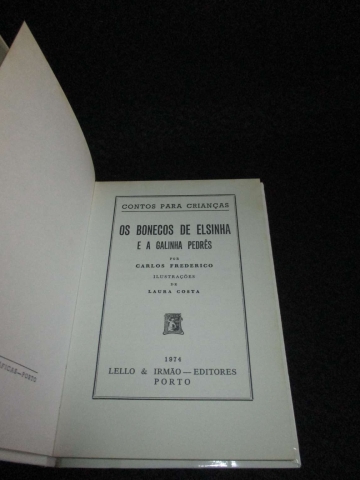 CONTOS PARA CRIANÇAS
OS BONECOS DE ELSINHA
E A GALINHA PEDRÊS
POR
CARLOS FREDERICO
ILUSTRAÇÕES
DE
LAURA COSTA
1974
LELLO & IRMÃO — EDITORES
PORTO